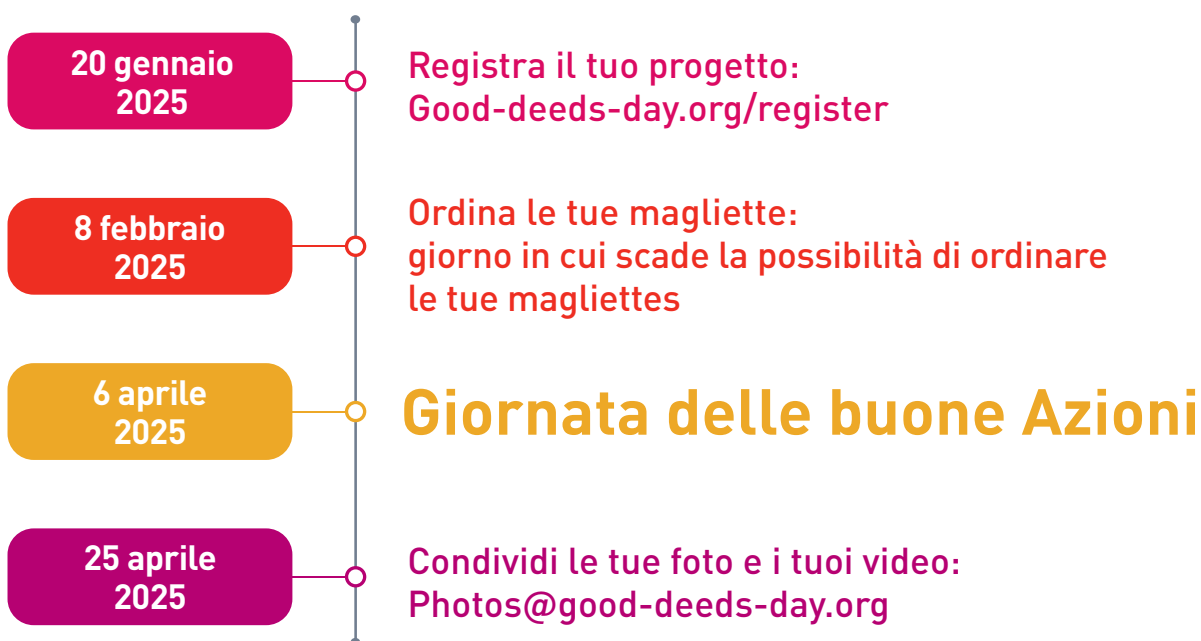 20 gennaio
2025
Registra il tuo progetto:
Good-deeds-day.org/register
8 febbraio
2025
Ordina le tue magliette:
giorno in cui scade la possibilità di ordinare
le tue magliettes
6 aprile
2025
Giornata delle buone Azioni
25 aprile
2025
Condividi le tue foto e i tuoi video:
Photos@good-deeds-day.org